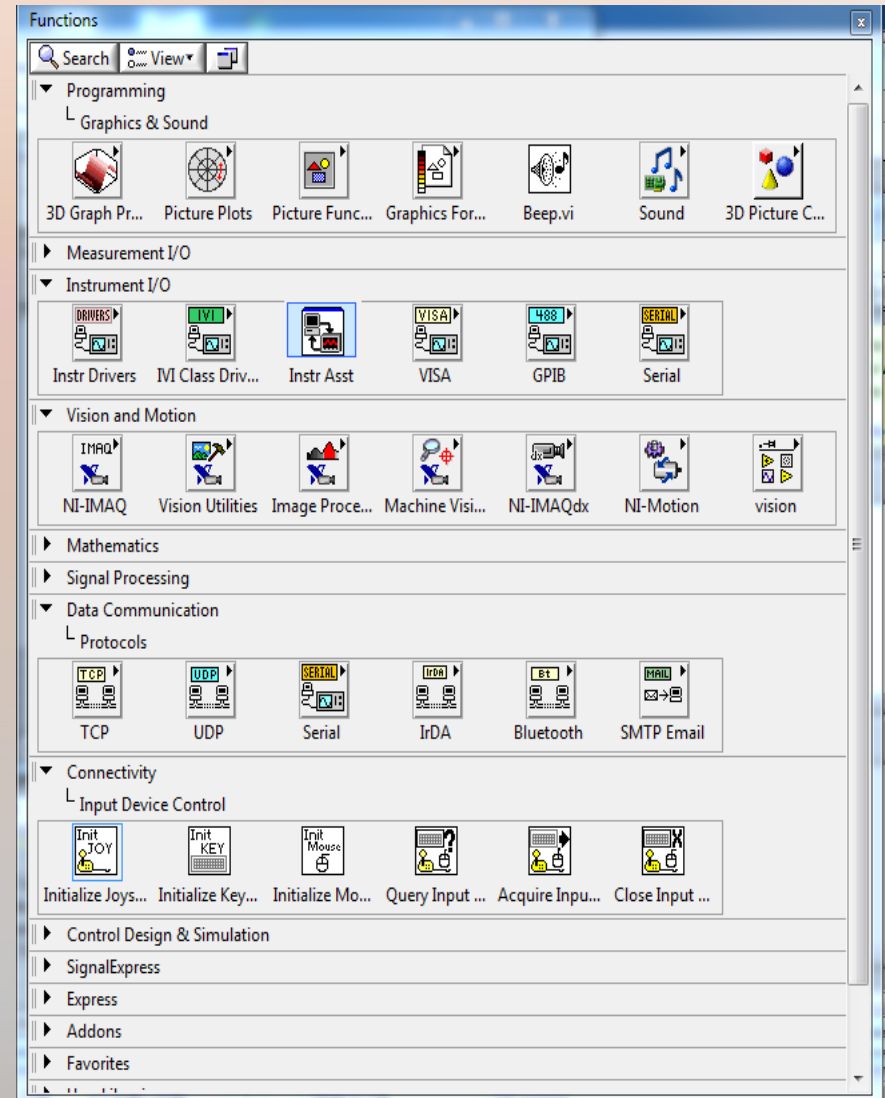 Functions
Search View
Programming
Graphics & Sound
3D Graph Pr... Picture Plots Picture Func... Graphics For... Beep.vi Sound 3D Picture C...
Measurement I/O
Instrument I/O
DRIVERS IVI VISA 488 SERIAL
Instr Drivers IVI Class Driv... Instr Asst VISA GPIB Serial
Vision and Motion
IMAQ
NI-IMAQ Vision Utilities Image Proce... Machine Visi... NI-IMAQdx NI-Motion vision
Mathematics
Signal Processing
Data Communication
Protocols
TCP UDP SERIAL IrDA Bt MAIL
TCP UDP Serial IrDA Bluetooth SMTP Email
Connectivity
Input Device Control
Init Init Init
JOY KEY Mouse
Initialize Joys... Initialize Key... Initialize Mo... Query Input ... Acquire Inpu... Close Input ...
Control Design & Simulation
SignalExpress
Express
Addons
Favorites